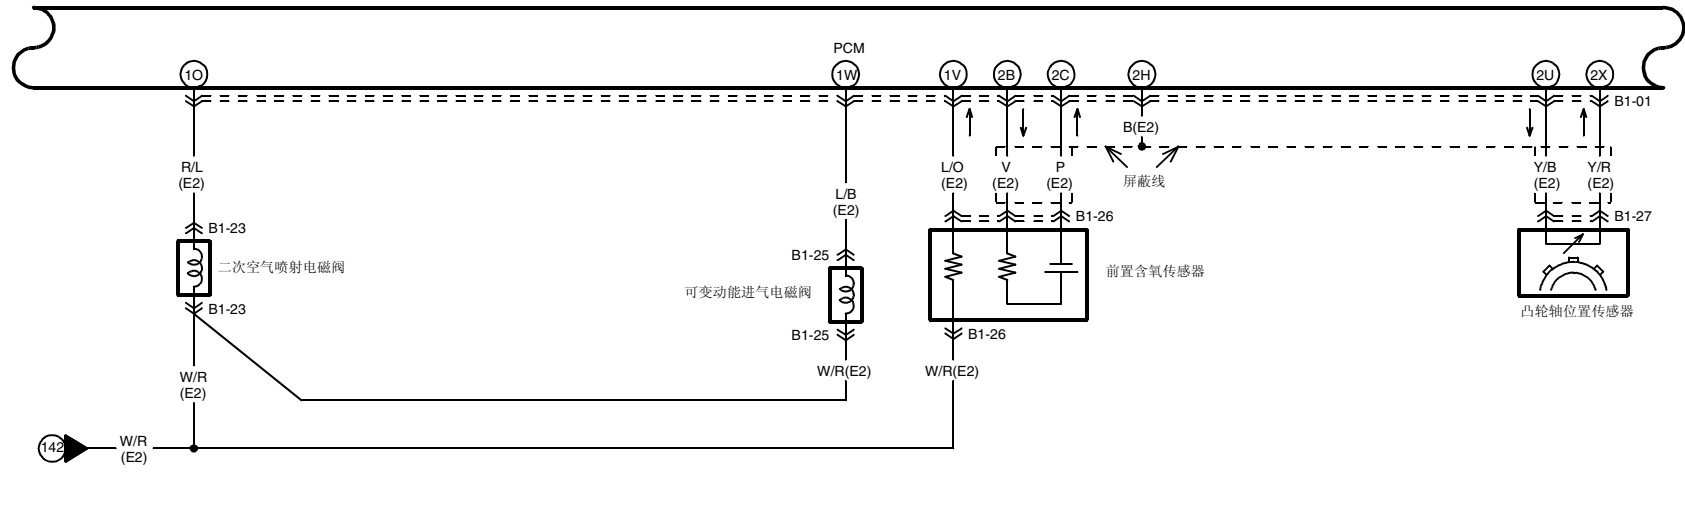 PCM
1O
1W
1V
2B
2C
2H
2U
2X
B1-01
B(E2)
R/L
(E2)
L/B
(E2)
L/O
(E2)
V
(E2)
P
(E2)
屏蔽线
Y/B
(E2)
Y/R
(E2)
B1-23
B1-26
B1-27
二次空气喷射电磁阀
B1-25
前置含氧传感器
可变动能进气电磁阀
B1-23
凸轮轴位置传感器
B1-25
B1-26
W/R
(E2)
W/R(E2)
W/R(E2)
142
W/R
(E2)